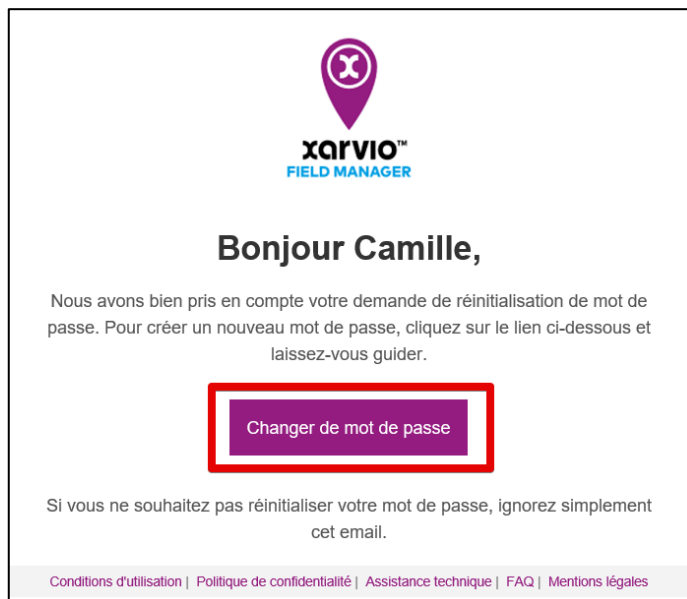 xarvio™
FIELD MANAGER
Bonjour Camille,
Nous avons bien pris en compte votre demande de réinitialisation de mot de
passe. Pour créer un nouveau mot de passe, cliquez sur le lien ci-dessous et
laissez-vous guider.
Changer de mot de passe
Si vous ne souhaitez pas réinitialiser votre mot de passe, ignorez simplement
cet email.
Conditions d'utilisation | Politique de confidentialité | Assistance technique | FAQ | Mentions légales